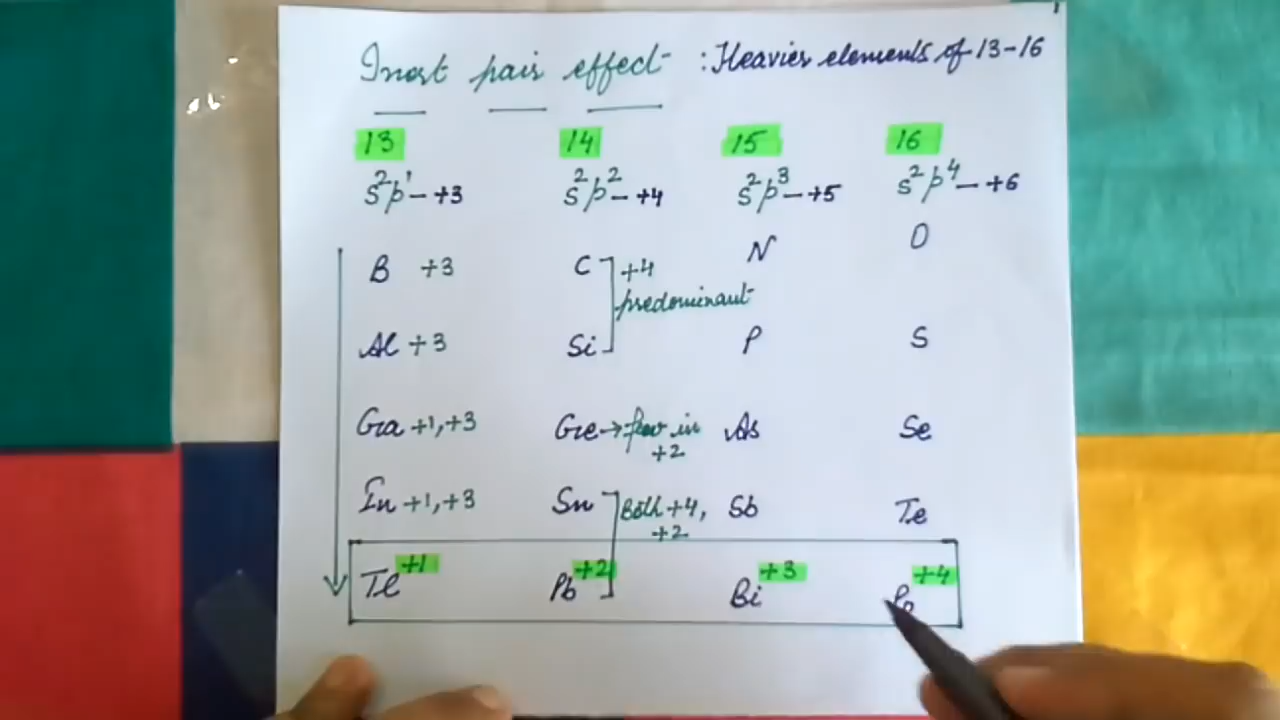 Inert pair effect : Heavier elements of 13-16
13 14 15 16
s²p¹ - +3 s²p² - +4 s²p³ - +5 s²p⁴ - +6
B +3 C +4 N O
predominant
Al +3 Si P S
Ga +1, +3 Ge → few in As Se
+2
In +1, +3 Sn Both +4, Sb Te
+2
Tl +1 Pb +2 Bi +3 Po +4